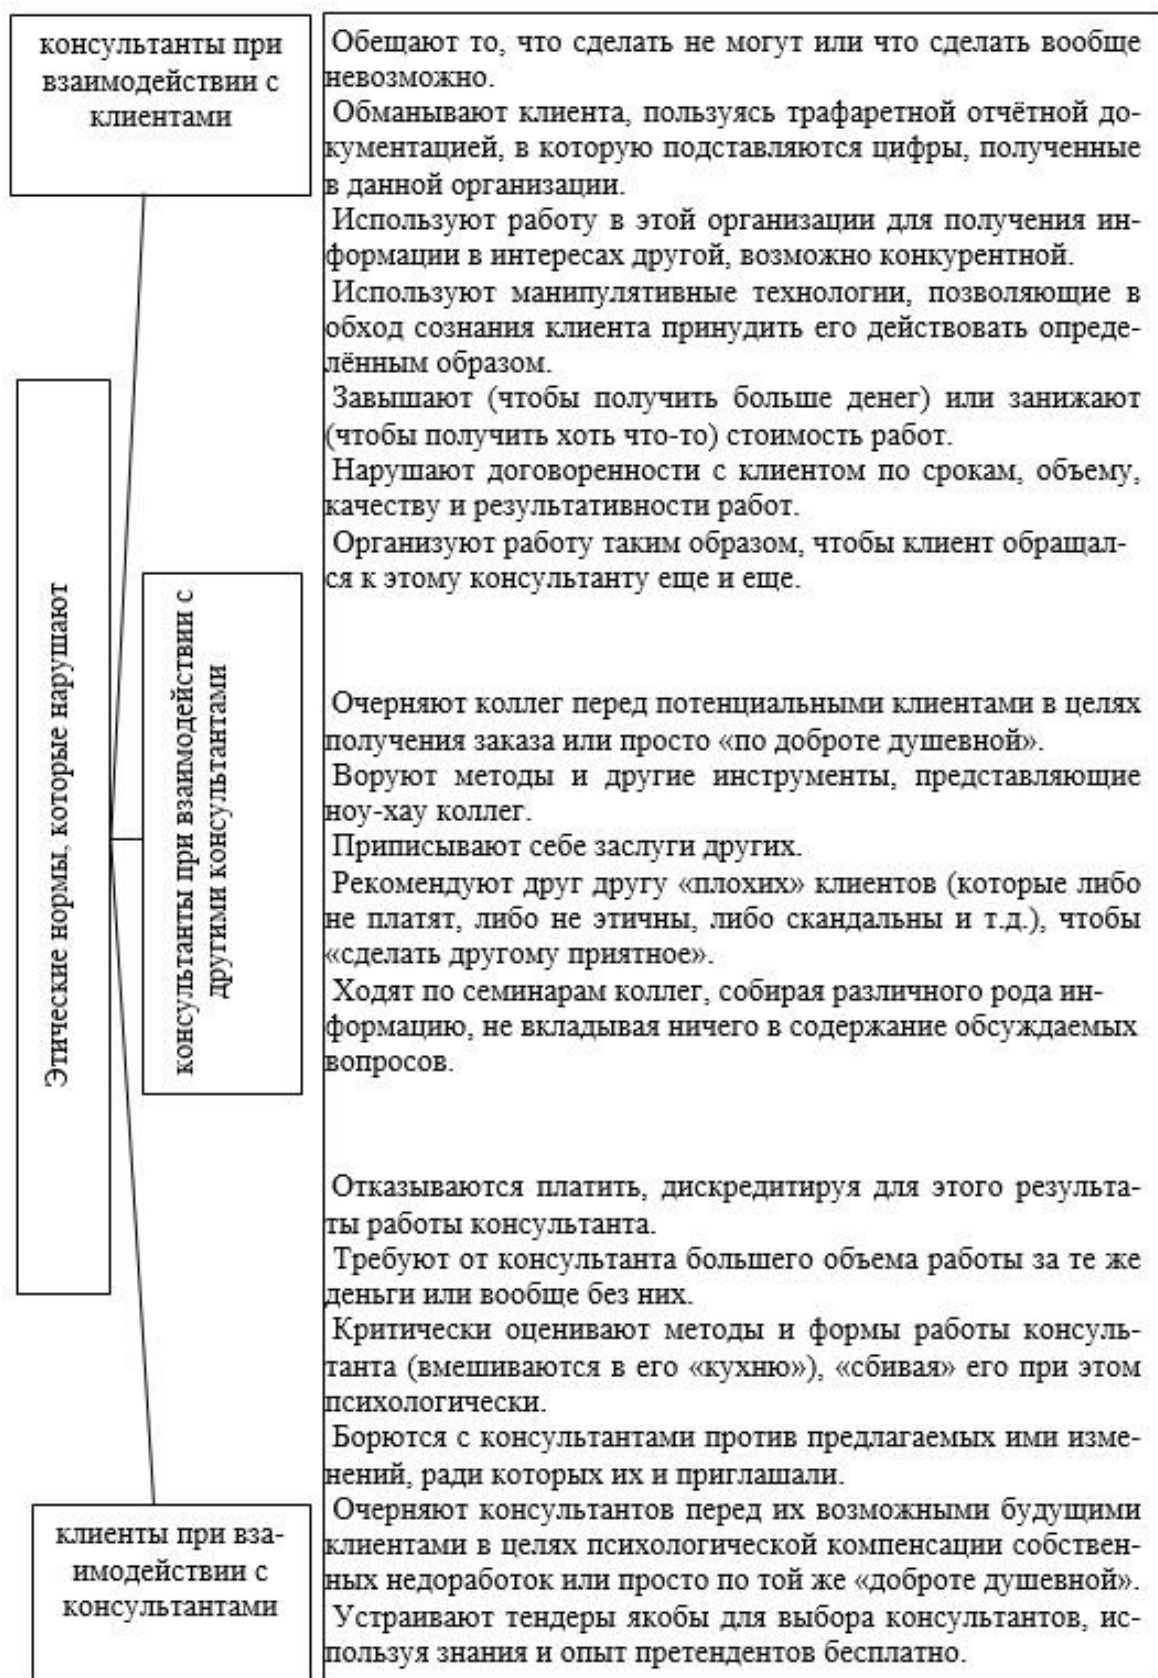 консультанты при
взаимодействии с
клиентами
Обещают то, что сделать не могут или что сделать вообще
невозможно.
Обманывают клиента, пользуясь трафаретной отчётной до-
кументацией, в которую подставляются цифры, полученные
в данной организации.
Используют работу в этой организации для получения ин-
формации в интересах другой, возможно конкурентной.
Используют манипулятивные технологии, позволяющие в
обход сознания клиента принудить его действовать опреде-
лённым образом.
Завышают (чтобы получить больше денег) или занижают
(чтобы получить хоть что-то) стоимость работ.
Нарушают договоренности с клиентом по срокам, объему,
качеству и результативности работ.
Организуют работу таким образом, чтобы клиент обращал-
ся к этому консультанту еще и еще.
Этические нормы, которые нарушают
консультанты при взаимодействии с
другими консультантами
Очерняют коллег перед потенциальными клиентами в целях
получения заказа или просто «по доброте душевной».
Воруют методы и другие инструменты, представляющие
ноу-хау коллег.
Приписывают себе заслуги других.
Рекомендуют друг другу «плохих» клиентов (которые либо
не платят, либо не этичны, либо скандальны и т.д.), чтобы
«сделать другому приятное».
Ходят по семинарам коллег, собирая различного рода ин-
формацию, не вкладывая ничего в содержание обсуждаемых
вопросов.
клиенты при вза-
имодействии с
консультантами
Отказываются платить, дискредитируя для этого результа-
ты работы консультанта.
Требуют от консультанта большего объема работы за те же
деньги или вообще без них.
Критически оценивают методы и формы работы консуль-
танта (вмешиваются в его «кухню»), «сбивая» его при этом
психологически.
Борются с консультантами против предлагаемых ими изме-
нений, ради которых их и приглашали.
Очерняют консультантов перед их возможными будущими
клиентами в целях психологической компенсации собствен-
ных недоработок или просто по той же «доброте душевной».
Устраивают тендеры якобы для выбора консультантов, ис-
пользуя знания и опыт претендентов бесплатно.